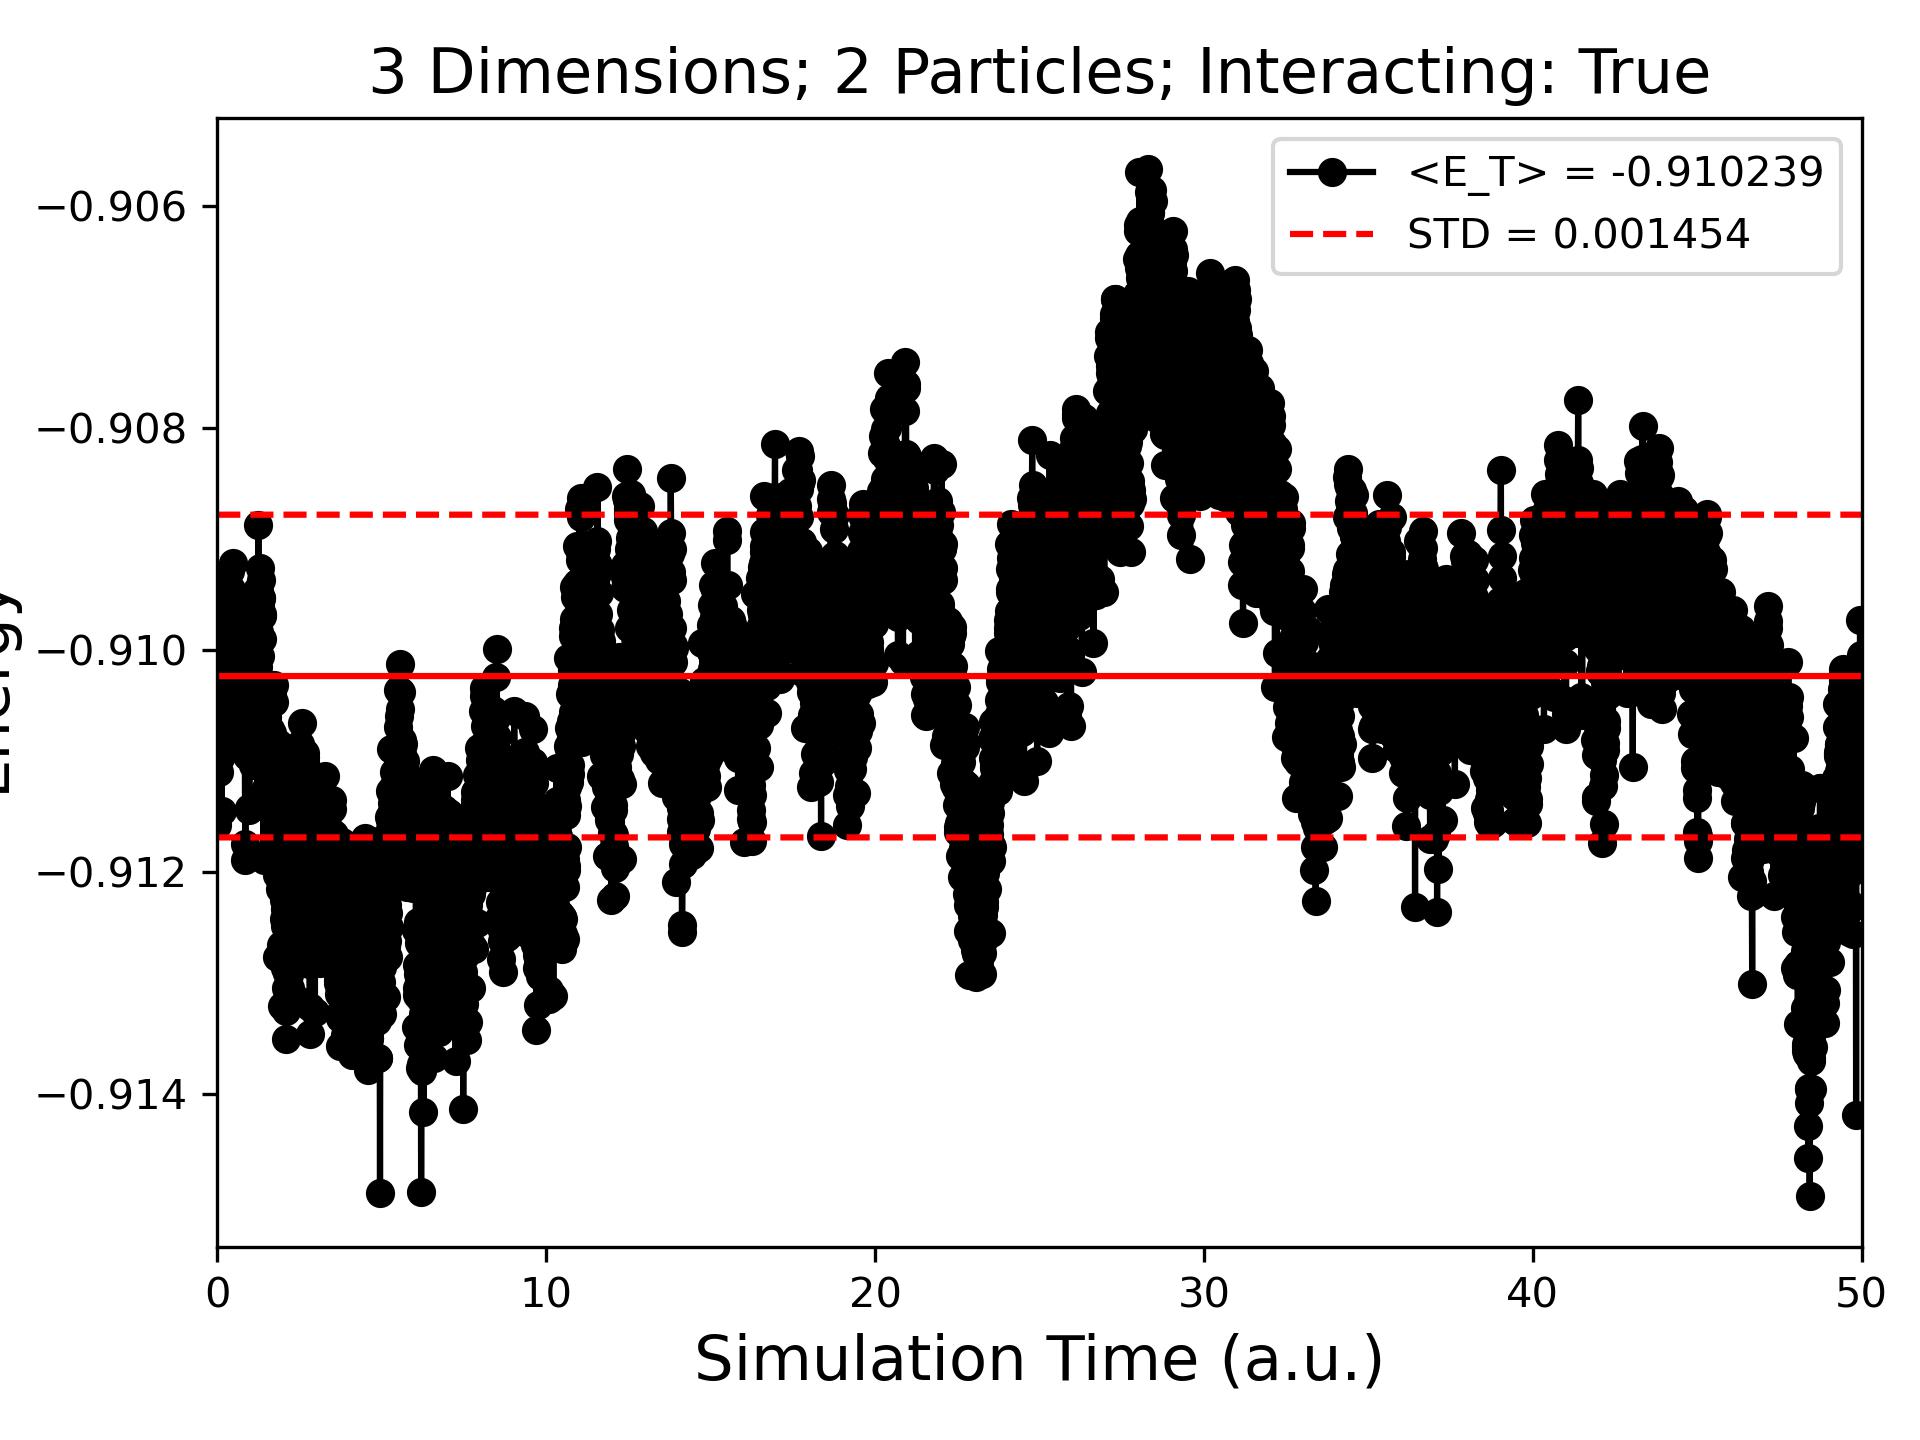 3 Dimensions; 2 Particles; Interacting: True
<E_T> = -0.910239
STD = 0.001454
−0.906
−0.908
−0.910
−0.912
−0.914
Energy
0 10 20 30 40 50
Simulation Time (a.u.)